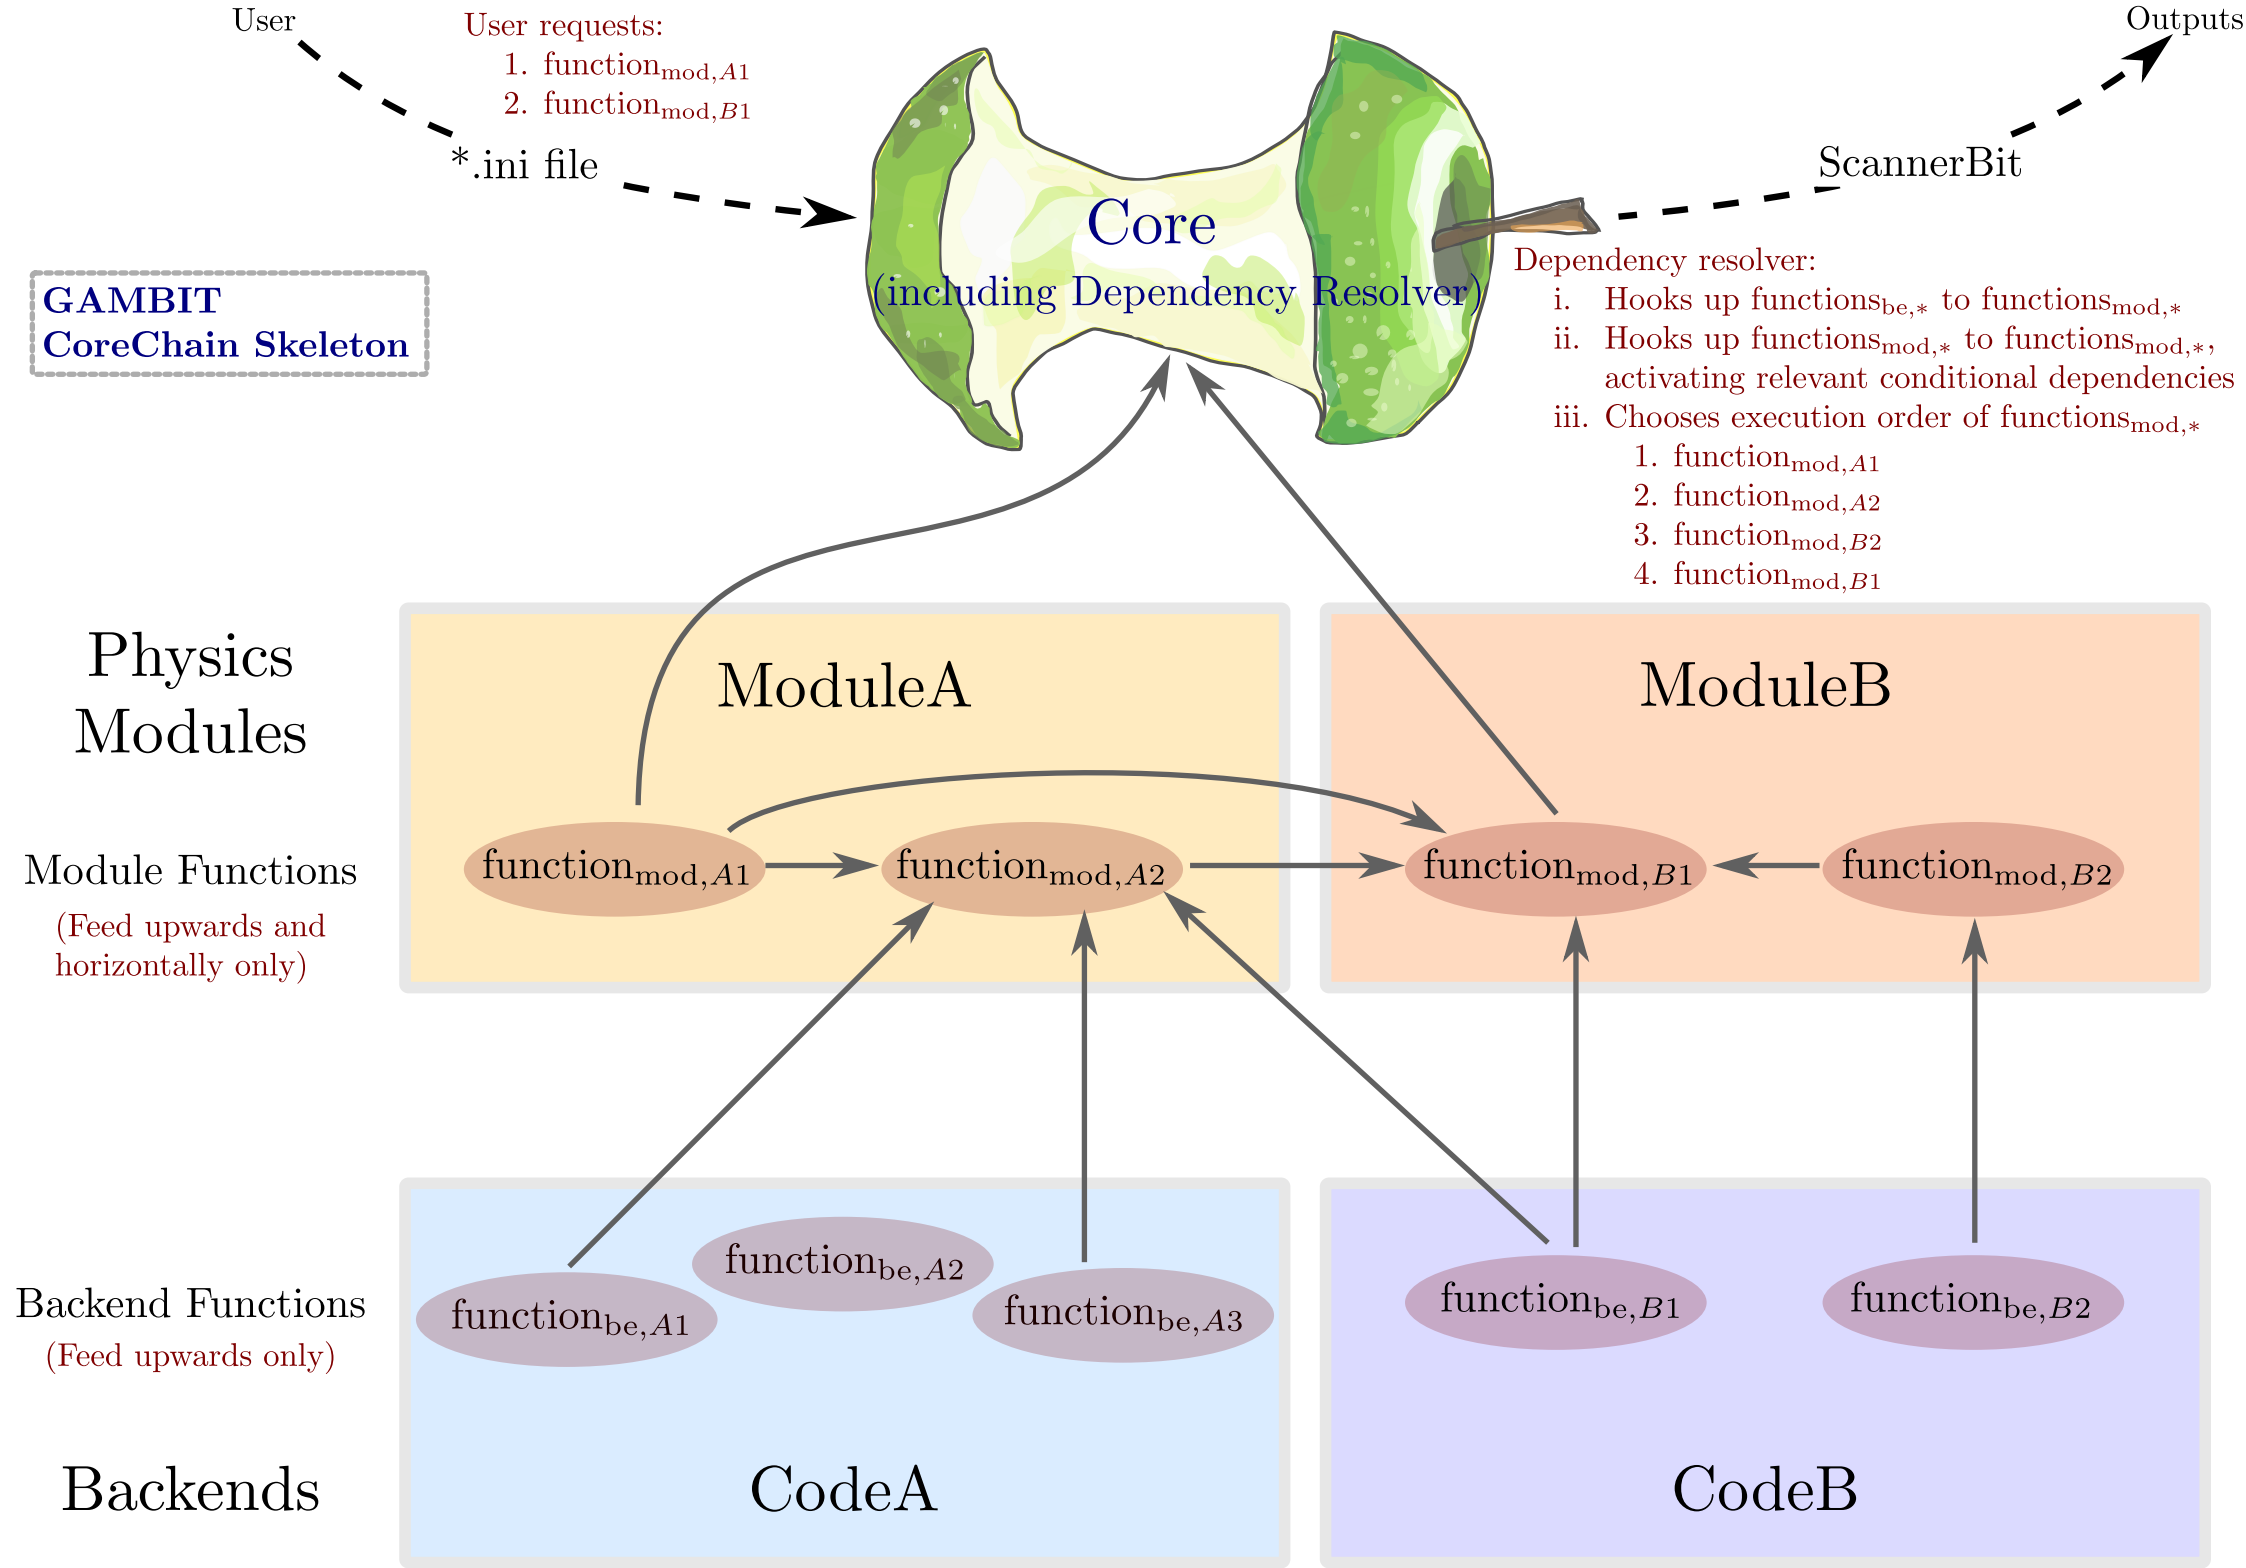 User
User requests:
1. function_mod,A1
2. function_mod,B1
*.ini file
Outputs
ScannerBit
Core
(including Dependency Resolver)
GAMBIT
CoreChain Skeleton
Dependency resolver:
i. Hooks up functions_be,* to functions_mod,*
ii. Hooks up functions_mod,* to functions_mod,*,
activating relevant conditional dependencies
iii. Chooses execution order of functions_mod,*
1. function_mod,A1
2. function_mod,A2
3. function_mod,B2
4. function_mod,B1
Physics
Modules
ModuleA
ModuleB
Module Functions
(Feed upwards and
horizontally only)
function_mod,A1
function_mod,A2
function_mod,B1
function_mod,B2
Backend Functions
(Feed upwards only)
function_be,A1
function_be,A2
function_be,A3
function_be,B1
function_be,B2
Backends
CodeA
CodeB